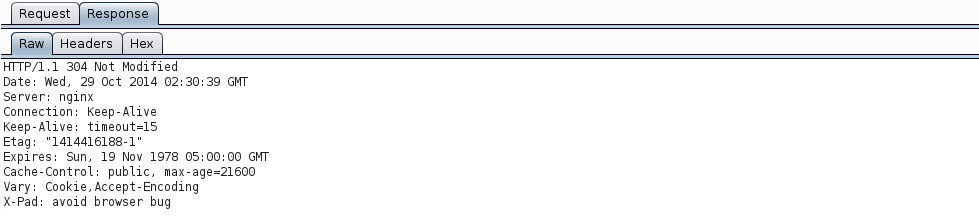 Request Response
Raw Headers Hex
HTTP/1.1 304 Not Modified
Date: Wed, 29 Oct 2014 02:30:39 GMT
Server: nginx
Connection: Keep-Alive
Keep-Alive: timeout=15
Etag: "1414416188-1"
Expires: Sun, 19 Nov 1978 05:00:00 GMT
Cache-Control: public, max-age=21600
Vary: Cookie,Accept-Encoding
X-Pad: avoid browser bug